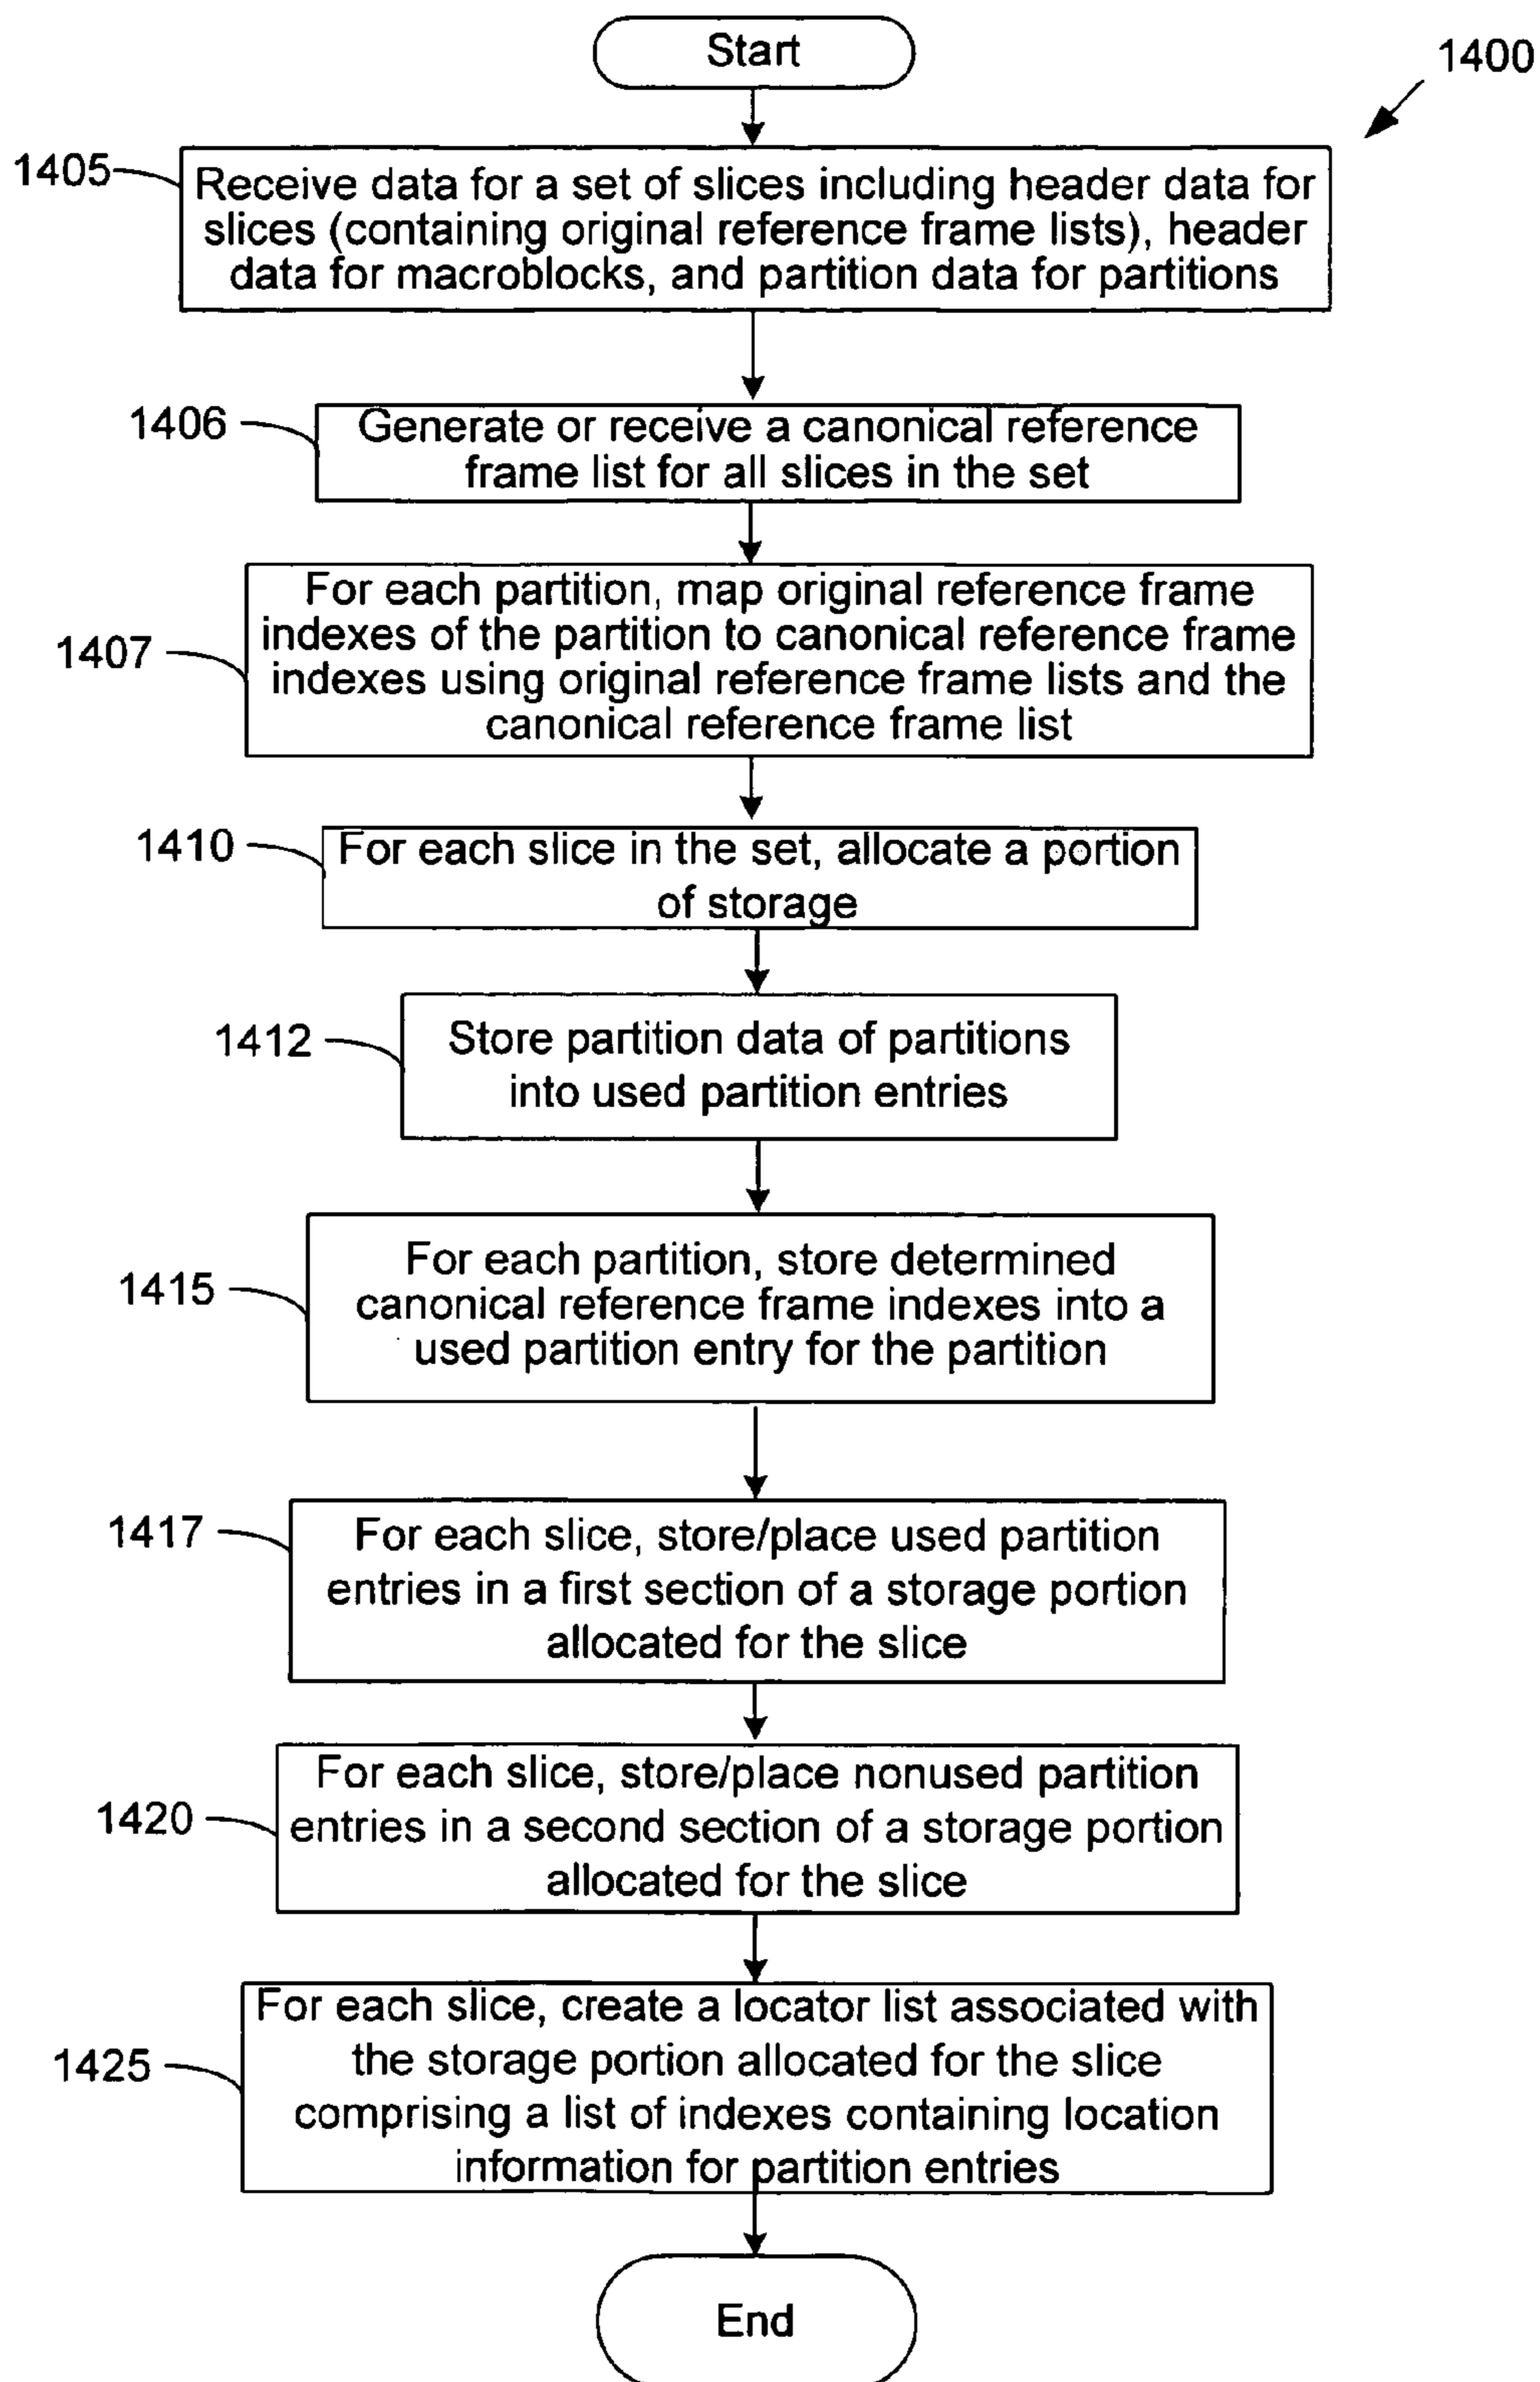 Start
1400
1405
Receive data for a set of slices including header data for
slices (containing original reference frame lists), header
data for macroblocks, and partition data for partitions
1406
Generate or receive a canonical reference
frame list for all slices in the set
1407
For each partition, map original reference frame
indexes of the partition to canonical reference frame
indexes using original reference frame lists and the
canonical reference frame list
1410
For each slice in the set, allocate a portion
of storage
1412
Store partition data of partitions
into used partition entries
1415
For each partition, store determined
canonical reference frame indexes into a
used partition entry for the partition
1417
For each slice, store/place used partition
entries in a first section of a storage portion
allocated for the slice
1420
For each slice, store/place nonused partition
entries in a second section of a storage portion
allocated for the slice
1425
For each slice, create a locator list associated with
the storage portion allocated for the slice
comprising a list of indexes containing location
information for partition entries
End